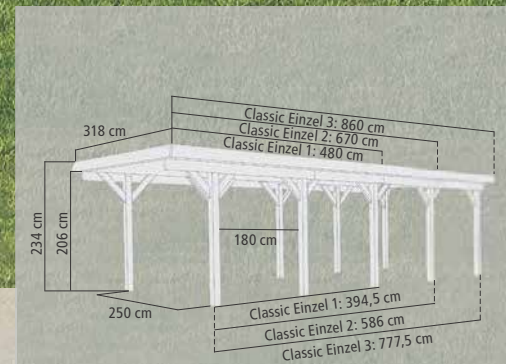 Classic Einzel 3: 860 cm
Classic Einzel 2: 670 cm
Classic Einzel 1: 480 cm
318 cm
234 cm
206 cm
180 cm
250 cm
Classic Einzel 1: 394,5 cm
Classic Einzel 2: 586 cm
Classic Einzel 3: 777,5 cm